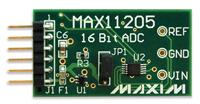 MAX11205
16 Bit ADC
C6
JP1
U2
R3
U1
J1
F1
REF
GND
VIN
MAXIM